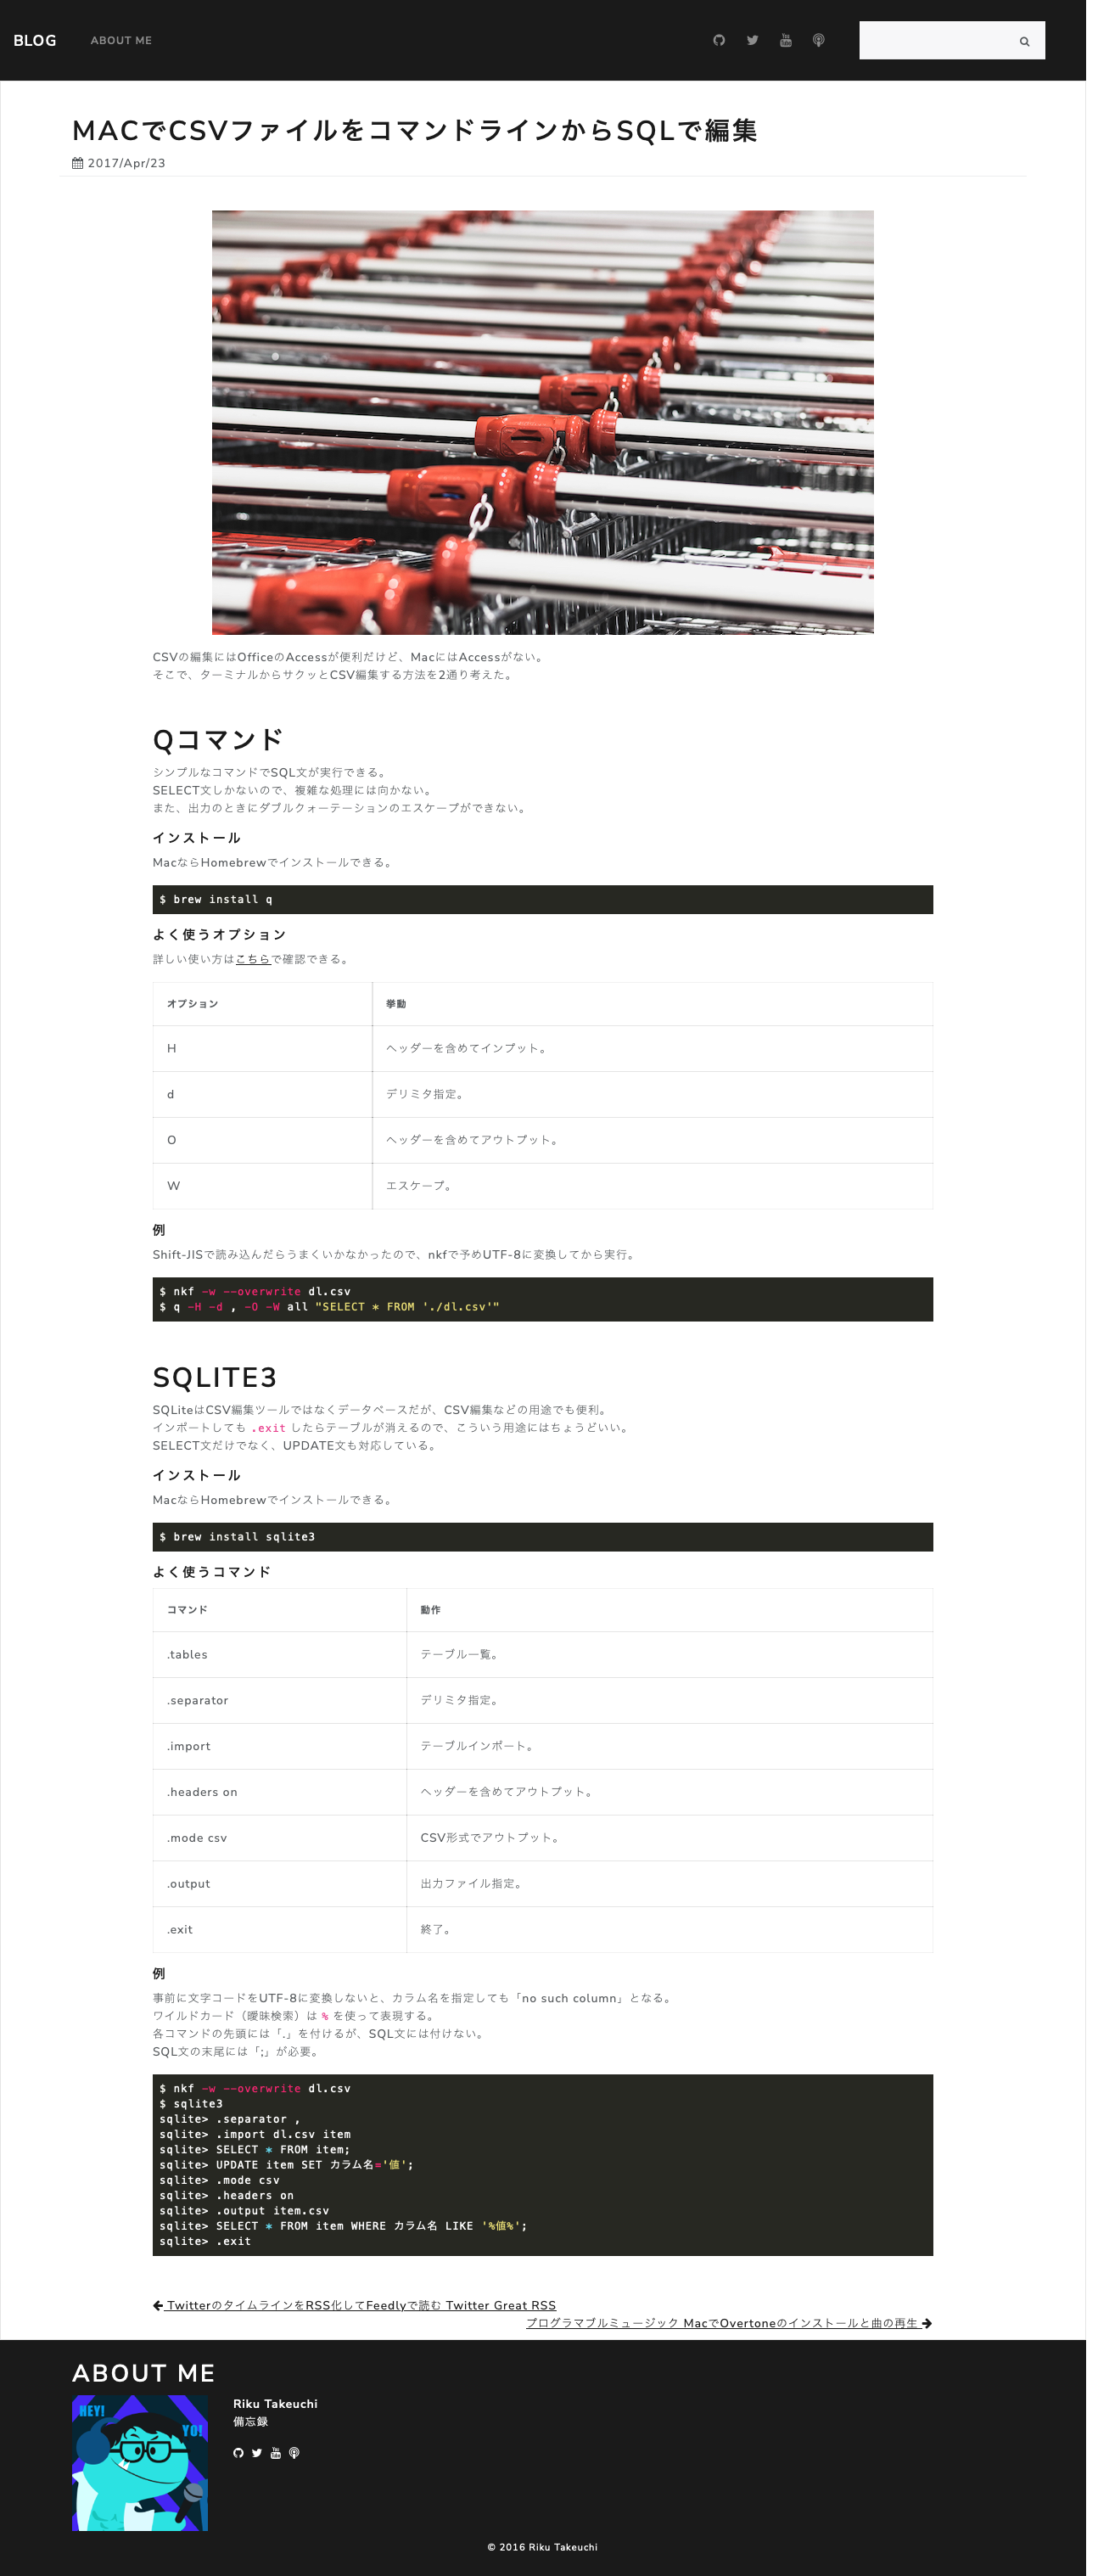 BLOG ABOUT ME
MACでCSVファイルをコマンドラインからSQLで編集
2017/Apr/23
CSVの編集にはOfficeのAccessが便利だけど、MacにはAccessがない。
そこで、ターミナルからサクッとCSV編集する方法を2通り考えた。
Qコマンド
シンプルなコマンドでSQL文が実行できる。
SELECT文しかないので、複雑な処理には向かない。
また、出力のときにダブルクォーテーションのエスケープができない。
インストール
MacならHomebrewでインストールできる。
$ brew install q
よく使うオプション
詳しい使い方はこちらで確認できる。
オプション 挙動
H ヘッダーを含めてインプット。
d デリミタ指定。
O ヘッダーを含めてアウトプット。
W エスケープ。
例
Shift-JISで読み込んだらうまくいかなかったので、nkfで予めUTF-8に変換してから実行。
$ nkf -w --overwrite dl.csv
$ q -H -d , -O -W all "SELECT * FROM './dl.csv'"
SQLITE3
SQLiteはCSV編集ツールではなくデータベースだが、CSV編集などの用途でも便利。
インポートしても .exit したらテーブルが消えるので、こういう用途にはちょうどいい。
SELECT文だけでなく、UPDATE文も対応している。
インストール
MacならHomebrewでインストールできる。
$ brew install sqlite3
よく使うコマンド
コマンド 動作
.tables テーブル一覧。
.separator デリミタ指定。
.import テーブルインポート。
.headers on ヘッダーを含めてアウトプット。
.mode csv CSV形式でアウトプット。
.output 出力ファイル指定。
.exit 終了。
例
事前に文字コードをUTF-8に変換しないと、カラム名を指定しても「no such column」となる。
ワイルドカード（曖昧検索）は % を使って表現する。
各コマンドの先頭には「.」を付けるが、SQL文には付けない。
SQL文の末尾には「;」が必要。
$ nkf -w --overwrite dl.csv
$ sqlite3
sqlite> .separator ,
sqlite> .import dl.csv item
sqlite> SELECT * FROM item;
sqlite> UPDATE item SET カラム名='値';
sqlite> .mode csv
sqlite> .headers on
sqlite> .output item.csv
sqlite> SELECT * FROM item WHERE カラム名 LIKE '%値%';
sqlite> .exit
TwitterのタイムラインをRSS化してFeedlyで読む Twitter Great RSS
プログラマブルミュージック MacでOvertoneのインストールと曲の再生
ABOUT ME
HEY!
YO!
Riku Takeuchi
備忘録
© 2016 Riku Takeuchi